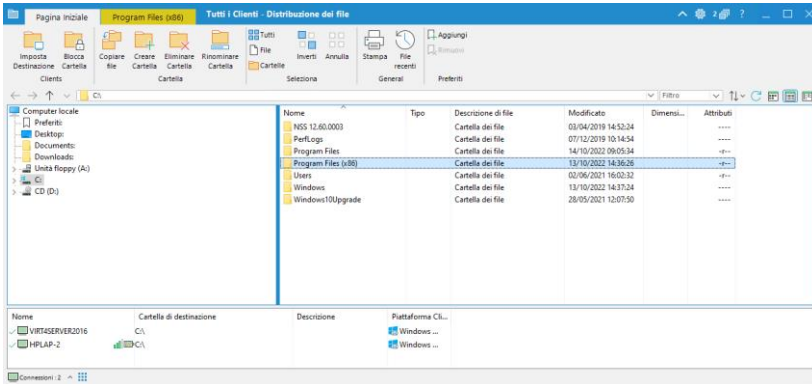 Pagina Iniziale Program Files (x86) Tutti i Clienti - Distribuzione dei file 2 ?
Imposta Destinazione Blocca Cartella Copiare file Creare Cartella Eliminare Cartella Rinominare Cartella Tutti File Cartelle Inverti Annulla Stampa File recenti Aggiungi Rimuovi
Clients Cartella Seleziona General Preferiti
C:\ Filtro
Computer locale
Preferiti:
Desktop:
Documents:
Downloads:
Unità floppy (A:)
C:
CD (D:)
Nome Tipo Descrizione di file Modificato Dimensi... Attributi
NSS 12.60.0003 Cartella dei file 03/04/2019 14:52:24 ----
PerfLogs Cartella dei file 07/12/2019 10:14:54 ----
Program Files Cartella dei file 14/10/2022 09:05:34 -r--
Program Files (x86) Cartella dei file 13/10/2022 14:36:26 -r--
Users Cartella dei file 02/06/2021 16:02:32 -r--
Windows Cartella dei file 13/10/2022 14:37:24 ----
Windows10Upgrade Cartella dei file 28/05/2021 12:07:50 ----
Nome Cartella di destinazione Descrizione Piattaforma Cli...
VIRT4SERVER2016 C:\ Windows ...
HPLAP-2 C:\ Windows ...
Connessioni : 2